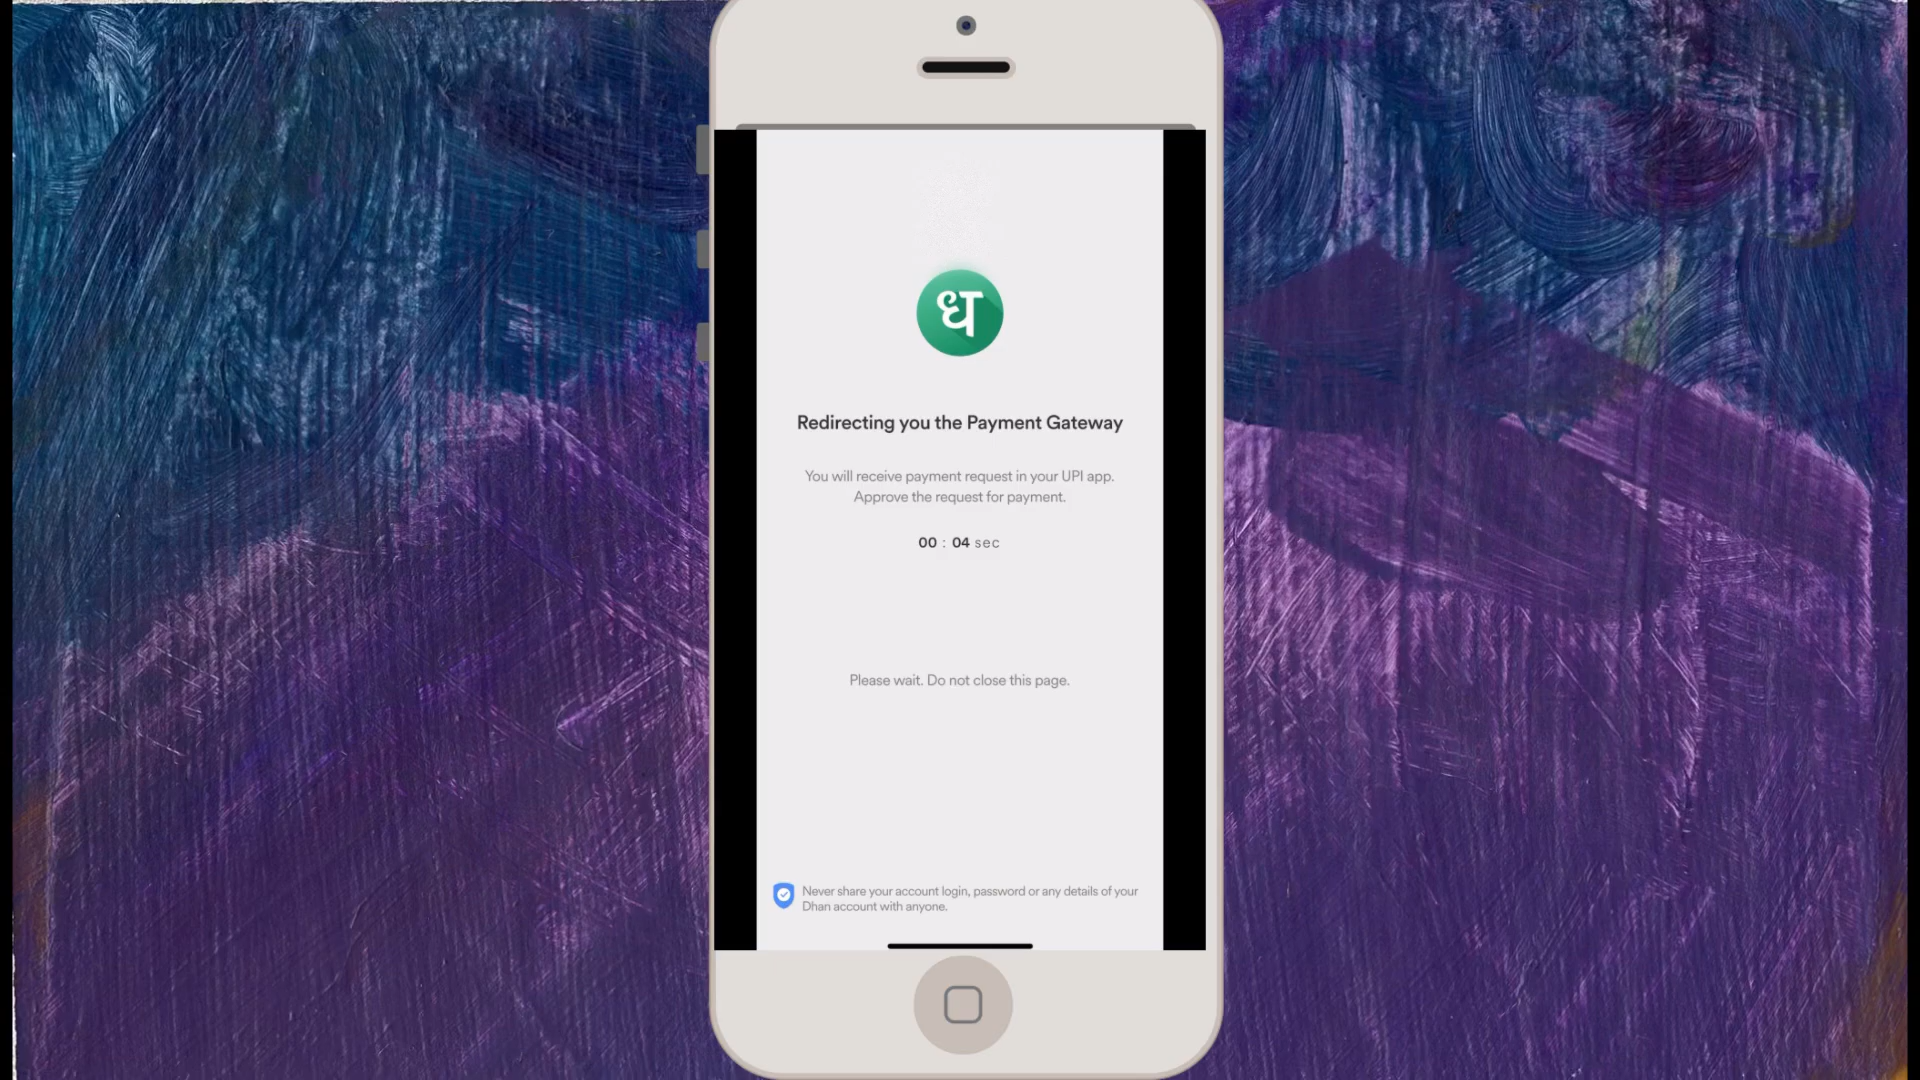 ध
Redirecting you the Payment Gateway
You will receive payment request in your UPI app.
Approve the request for payment.
00 : 04 sec
Please wait. Do not close this page.
Never share your account login, password or any details of your
Dhan account with anyone.